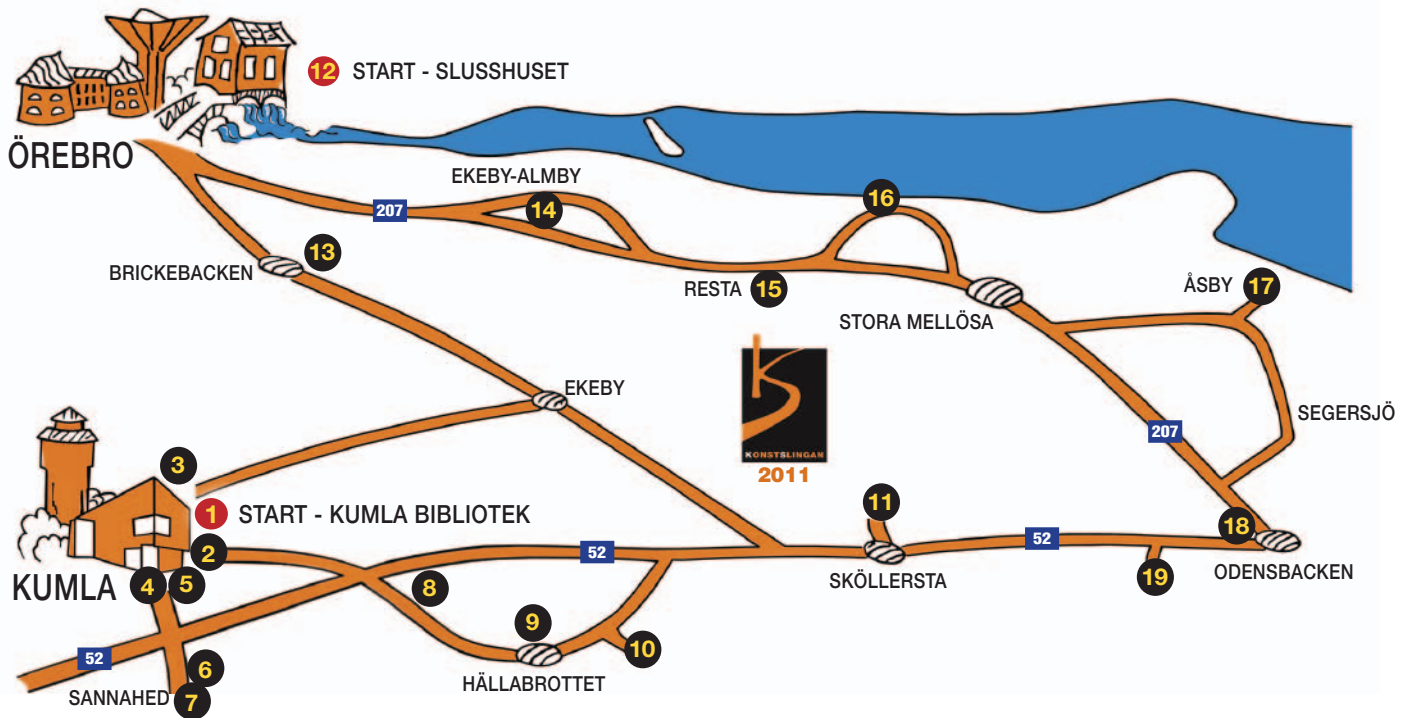 12 START - SLUSSHUSET
ÖREBRO
EKEBY-ALMBY
207
14
16
13
BRICKEBACKEN
RESTA 15
ÅSBY 17
STORA MELLÖSA
EKEBY
SEGERSJÖ
207
KONSTSLINGAN
2011
3
1 START - KUMLA BIBLIOTEK
11
2
52
52
18
KUMLA
4
5
8
SKÖLLERSTA
19
ODENSBACKEN
9
10
52
6
HÄLLABROTTET
SANNAHED 7